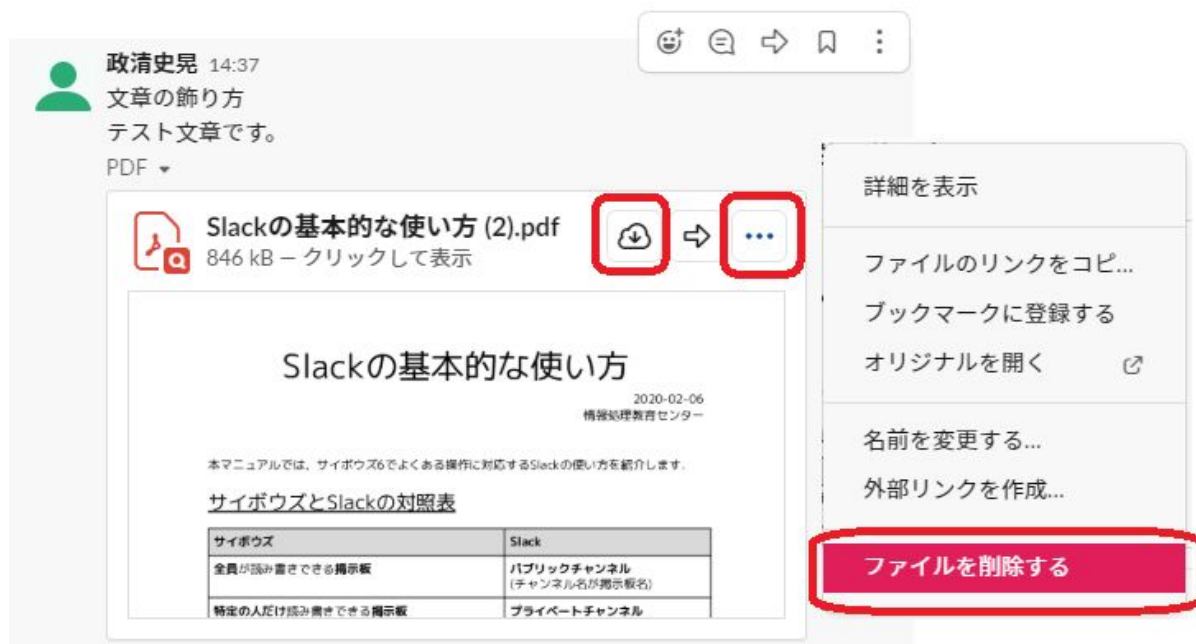 政清史晃 14:37
文章の飾り方
テスト文章です。
PDF
Slackの基本的な使い方 (2).pdf
846 kB – クリックして表示
Slackの基本的な使い方
2020-02-06
情報処理教育センター
本マニュアルでは、サイボウズ6でよくある操作に対応するSlackの使い方を紹介します.
サイボウズとSlackの対照表
サイボウズ Slack
全員が読み書きできる掲示板 パブリックチャンネル
(チャンネル名が掲示板名)
特定の人だけ読み書きできる掲示板 プライベートチャンネル
詳細を表示
ファイルのリンクをコピ...
ブックマークに登録する
オリジナルを開く
名前を変更する...
外部リンクを作成...
ファイルを削除する